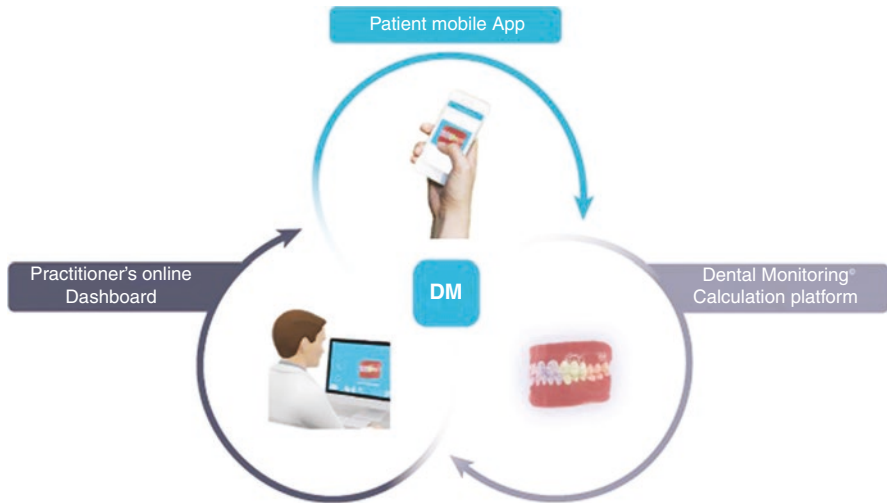 Patient mobile App
Practitioner's online
Dashboard
DM
Dental Monitoring®
Calculation platform